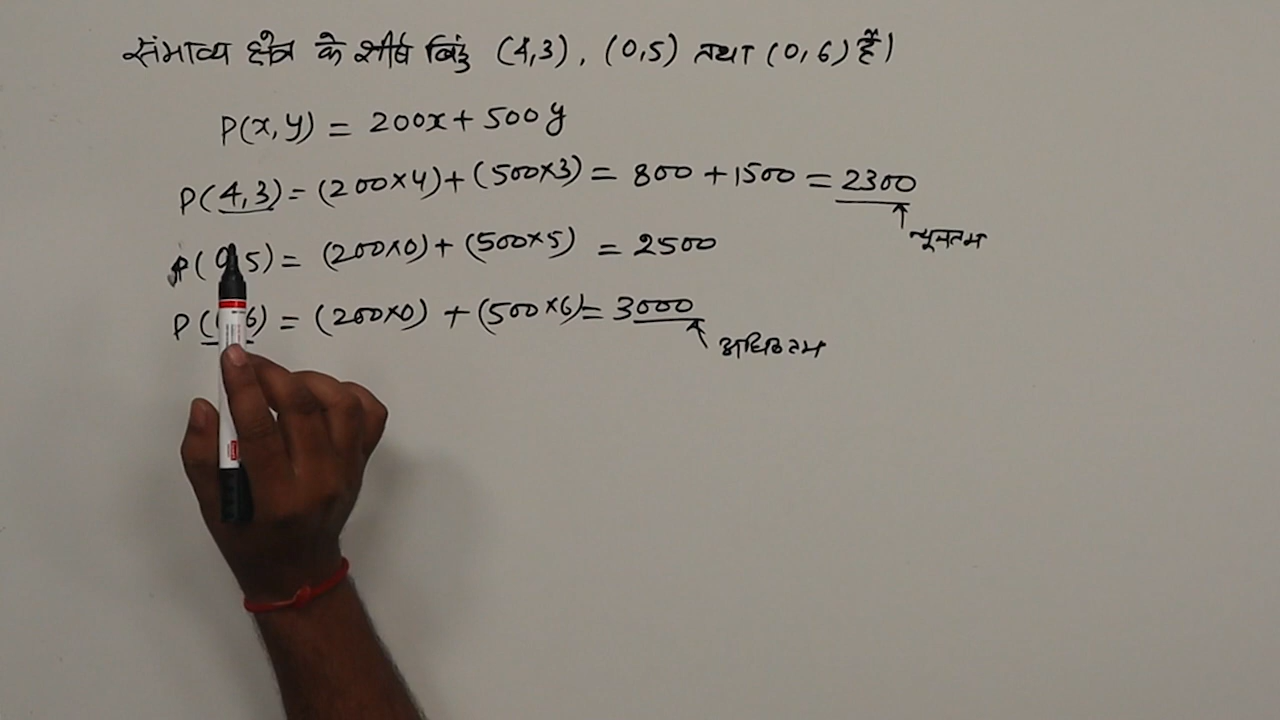 संभाव्य क्षेत्र के शीर्ष बिंदु (4,3), (0,5) तथा (0,6) हैं।
P(x,y) = 200x + 500y
P(4,3) = (200×4) + (500×3) = 800 + 1500 = 2300
न्यूनतम
P(0,5) = (200×0) + (500×5) = 2500
P( 6) = (200×0) + (500×6) = 3000
अधिकतम